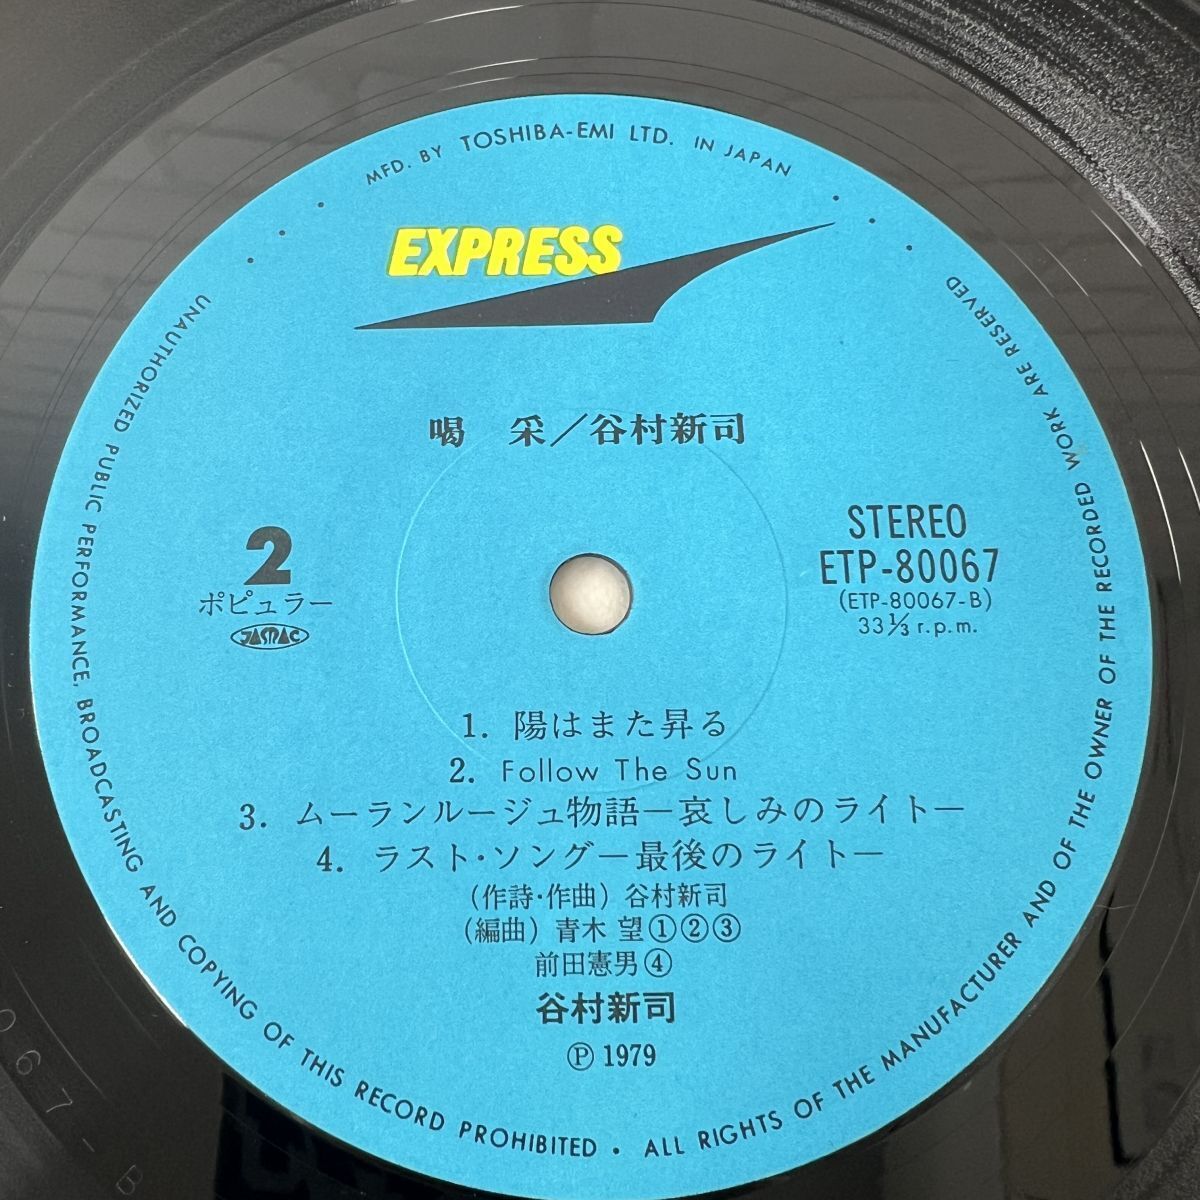 MFD. BY TOSHIBA-EMI LTD. IN JAPAN
EXPRESS
喝 采／谷村新司
2
ポピュラー
JASRAC
STEREO
ETP-80067
(ETP-80067-B)
33⅓ r.p.m.
1. 陽はまた昇る
2. Follow The Sun
3. ムーランルージュ物語ー哀しみのライトー
4. ラスト・ソングー最後のライトー
(作詩・作曲) 谷村新司
(編曲) 青木 望①②③
前田憲男④
谷村新司
Ⓟ 1979
UNAUTHORIZED PUBLIC PERFORMANCE, BROADCASTING AND COPYING OF THIS RECORD PROHIBITED • ALL RIGHTS OF THE MANUFACTURER AND OF THE OWNER OF THE RECORDED WORK ARE RESERVED
067-B